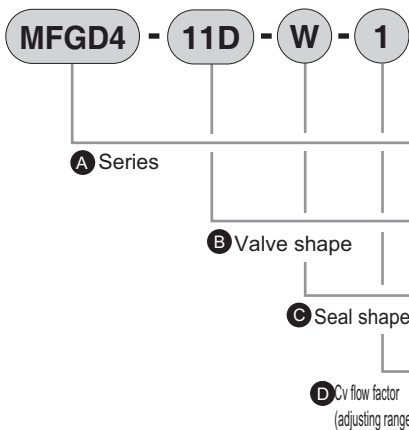 MFGD4 - 11D - W - 1
A Series
B Valve shape
C Seal shape
D Cv flow factor
(adjusting range